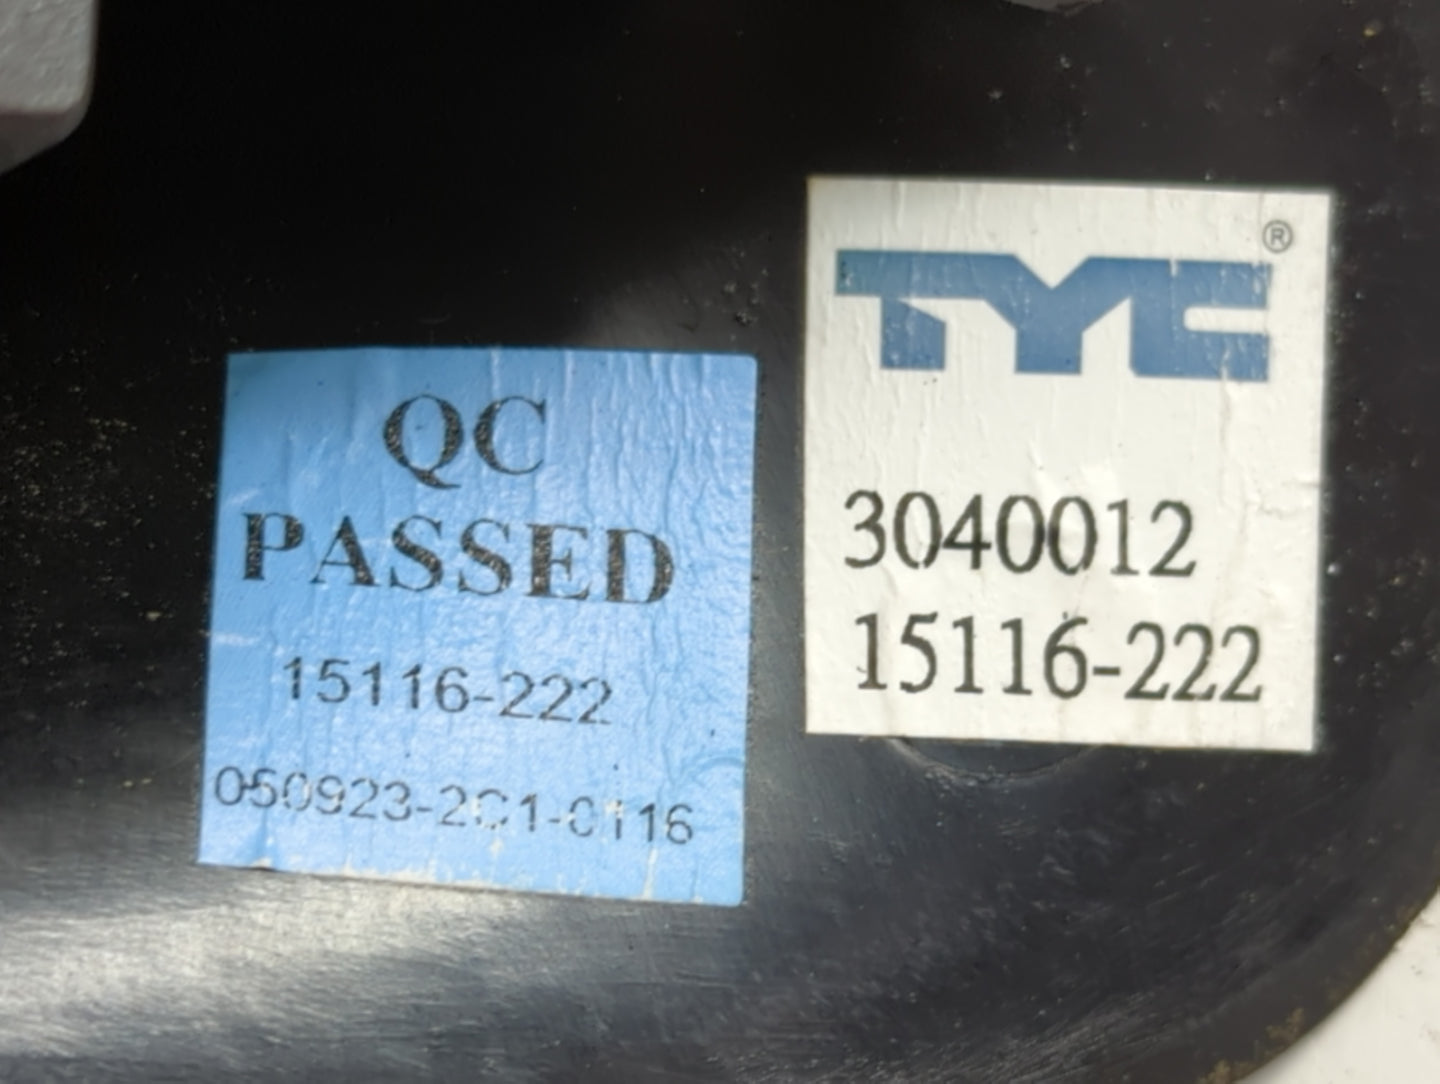 QC
PASSED
15116-222
050923-2C1-0116
TYC®
3040012
15116-222